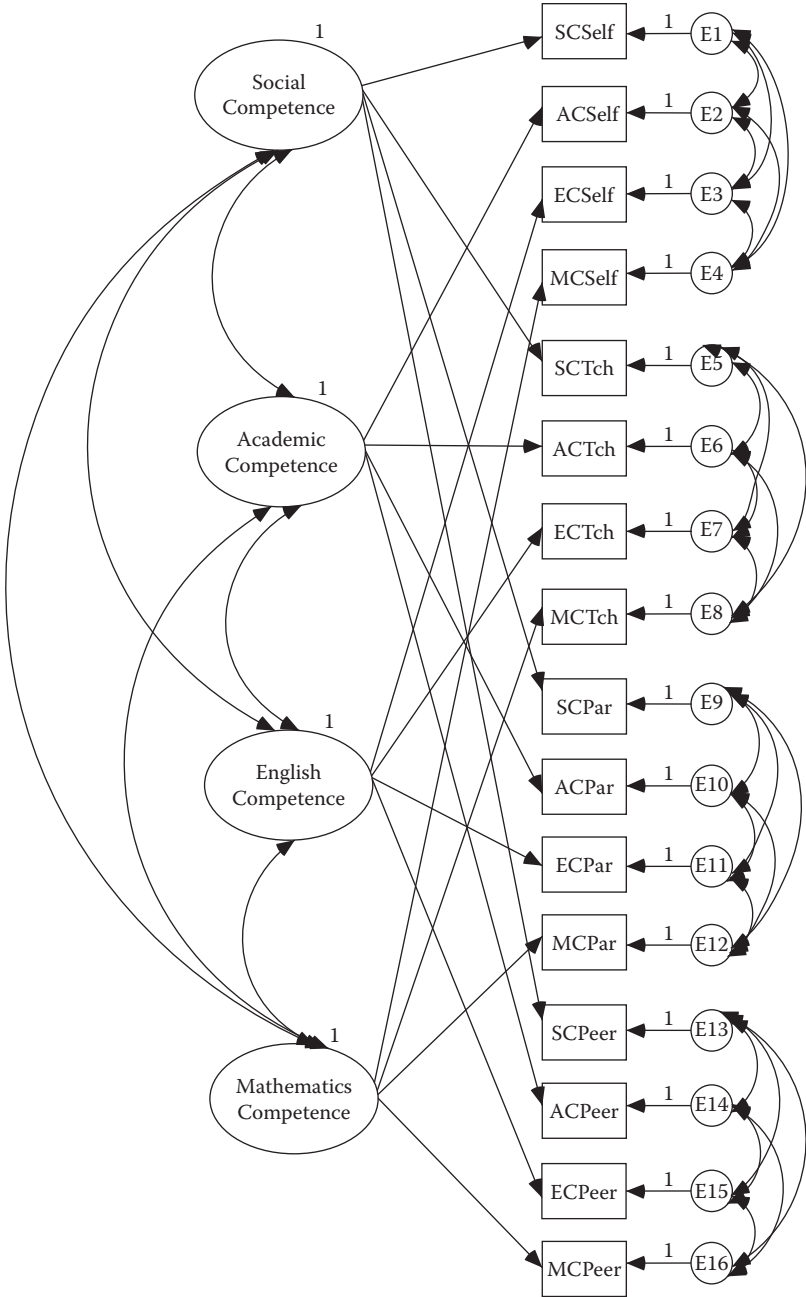 1
Social
Competence
1
Academic
Competence
1
English
Competence
1
Mathematics
Competence
SCSelf
1
E1
ACSelf
1
E2
ECSelf
1
E3
MCSelf
1
E4
SCTch
1
E5
ACTch
1
E6
ECTch
1
E7
MCTch
1
E8
SCPar
1
E9
ACPar
1
E10
ECPar
1
E11
MCPar
1
E12
SCPeer
1
E13
ACPeer
1
E14
ECPeer
1
E15
MCPeer
1
E16